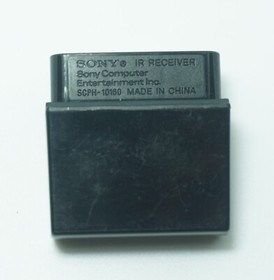 SONY® IR RECEIVER
Sony Computer
Entertainment Inc.
SCPH-10160 MADE IN CHINA